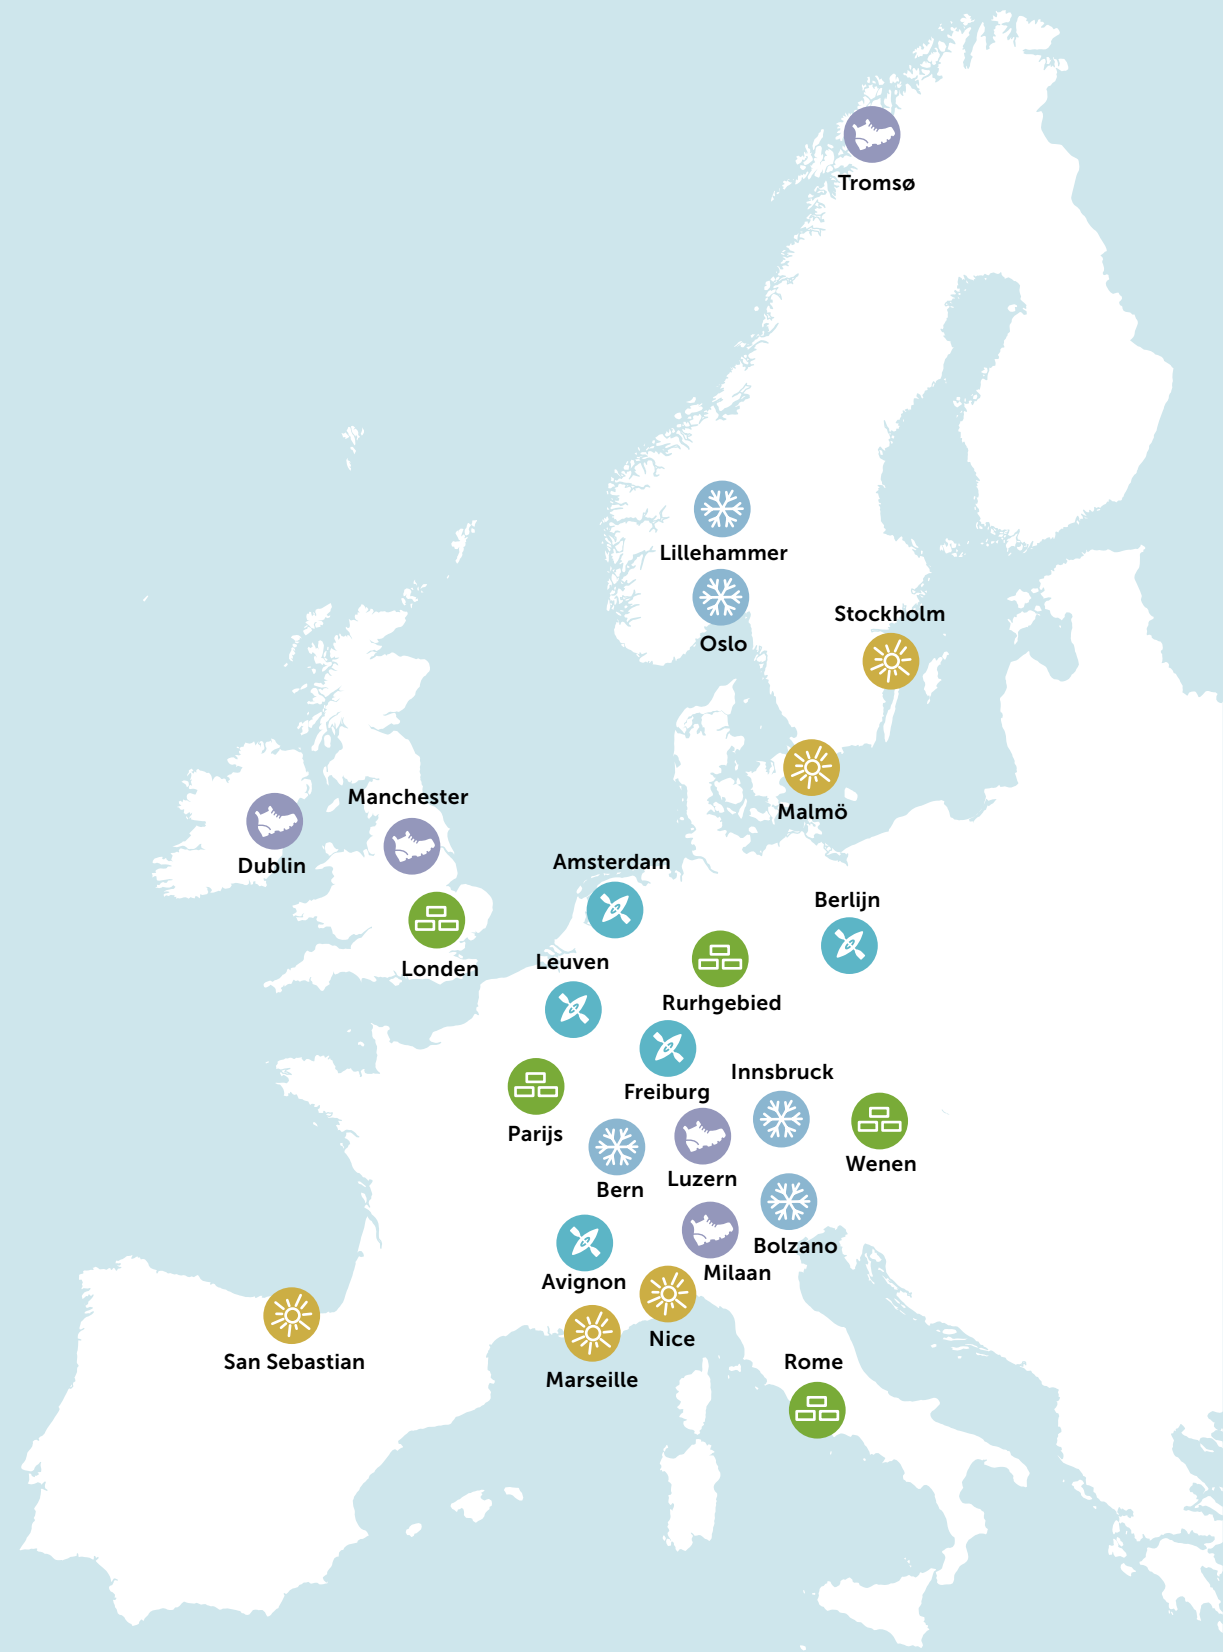 Tromsø
Lillehammer
Oslo
Stockholm
Malmö
Manchester
Dublin
Amsterdam
Berlijn
Londen
Leuven
Rurhgebied
Innsbruck
Freiburg
Parijs
Wenen
Luzern
Bern
Bolzano
Milaan
Avignon
Nice
San Sebastian
Rome
Marseille